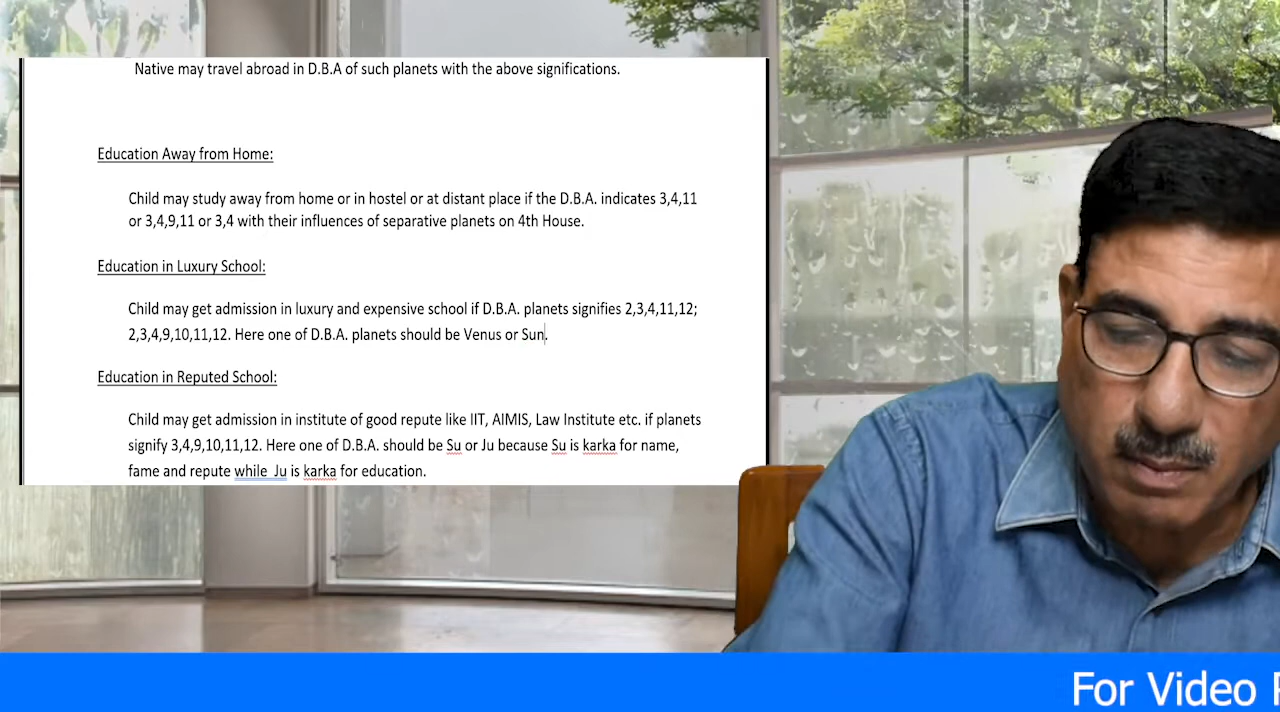 Native may travel abroad in D.B.A of such planets with the above significations.
Education Away from Home:
Child may study away from home or in hostel or at distant place if the D.B.A. indicates 3,4,11
or 3,4,9,11 or 3,4 with their influences of separative planets on 4th House.
Education in Luxury School:
Child may get admission in luxury and expensive school if D.B.A. planets signifies 2,3,4,11,12;
2,3,4,9,10,11,12. Here one of D.B.A. planets should be Venus or Sun.
Education in Reputed School:
Child may get admission in institute of good repute like IIT, AIMIS, Law Institute etc. if planets
signify 3,4,9,10,11,12. Here one of D.B.A. should be Su or Ju because Su is karka for name,
fame and repute while Ju is karka for education.
For Video